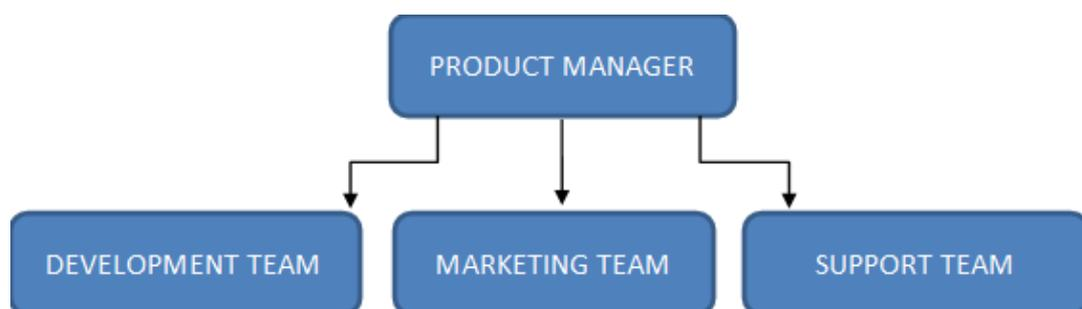 PRODUCT MANAGER
DEVELOPMENT TEAM
MARKETING TEAM
SUPPORT TEAM